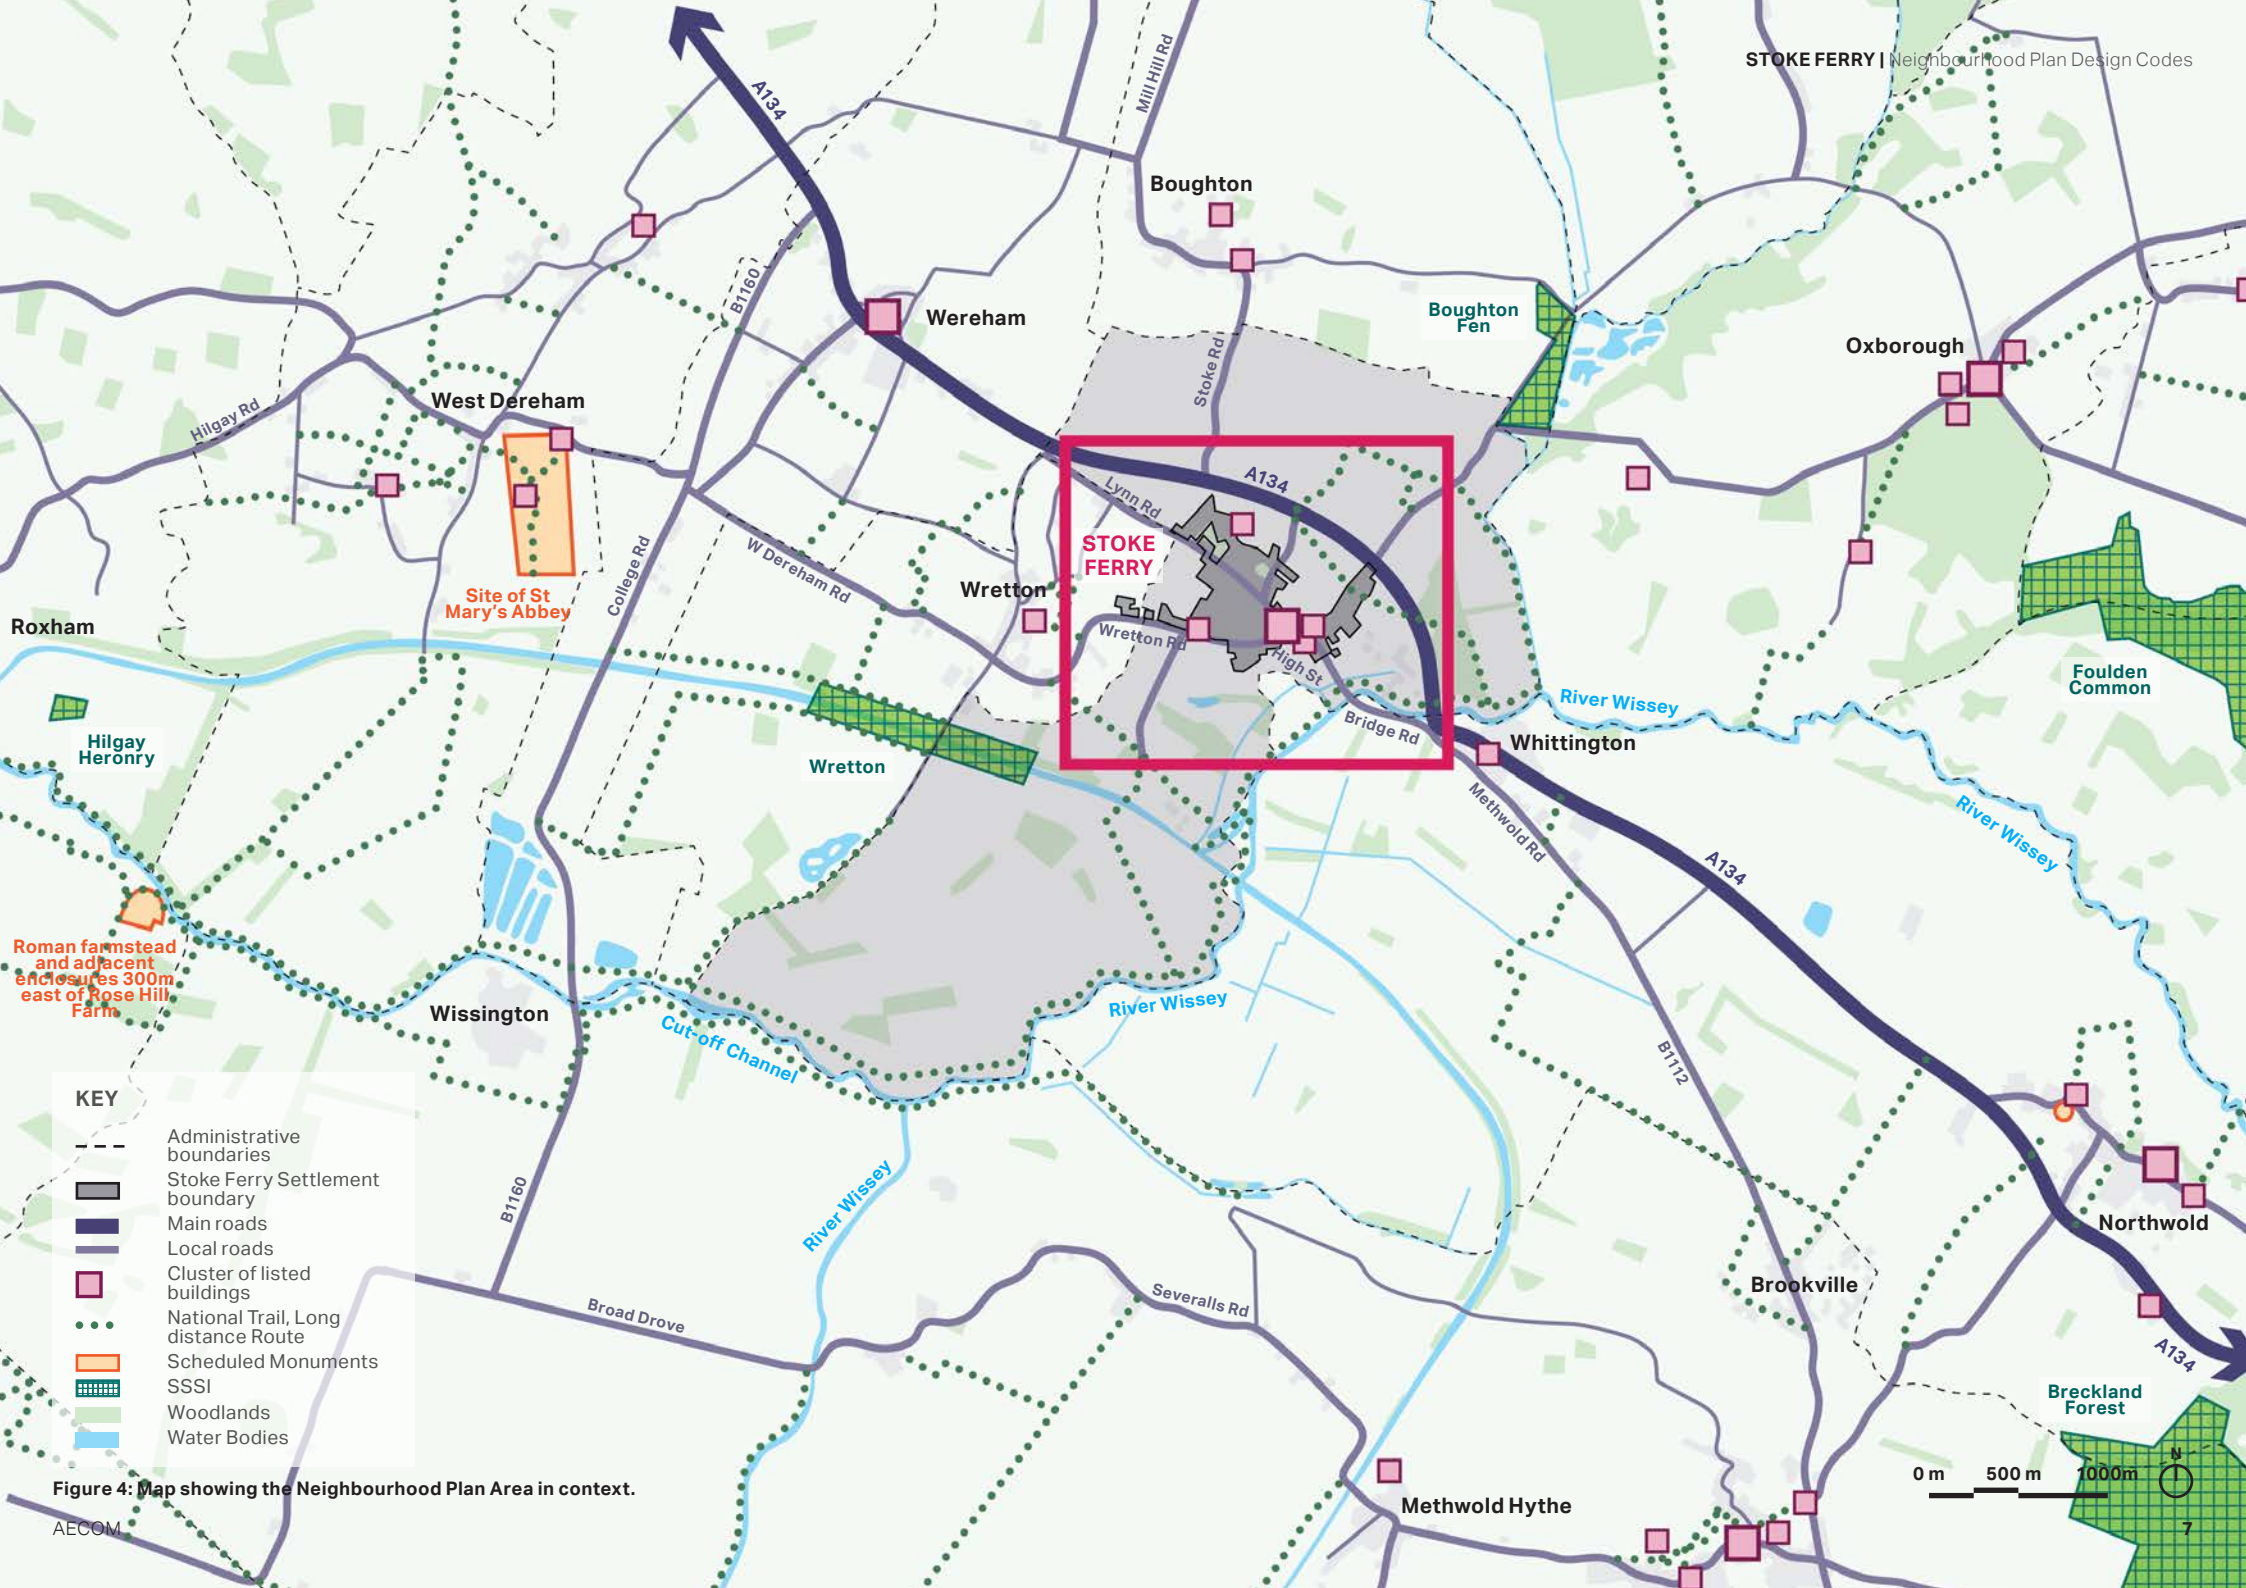 STOKE FERRY | Neighbourhood Plan Design Codes
A134
Mill Hill Rd
Boughton
B1160
Wereham
Boughton
Fen
Stoke Rd
Oxborough
West Dereham
Hilgay Rd
A134
Lynn Rd
STOKE
FERRY
College Rd
W Dereham Rd
Wretton
Site of St
Mary's Abbey
Roxham
Wretton Rd
High St
Foulden
Common
River Wissey
Bridge Rd
Whittington
Hilgay
Heronry
Wretton
Methwold Rd
River Wissey
A134
Roman farmstead
and adjacent
enclosures 300m
east of Rose Hill
Farm
Wissington
River Wissey
Cut-off Channel
B1112
KEY
Administrative
boundaries
Stoke Ferry Settlement
boundary
Main roads
Local roads
Cluster of listed
buildings
National Trail, Long
distance Route
Scheduled Monuments
SSSI
Woodlands
Water Bodies
B1160
River Wissey
Northwold
Brookville
Broad Drove
Severalls Rd
A134
Breckland
Forest
N
0 m 500 m 1000m
Methwold Hythe
Figure 4: Map showing the Neighbourhood Plan Area in context.
AECOM
7